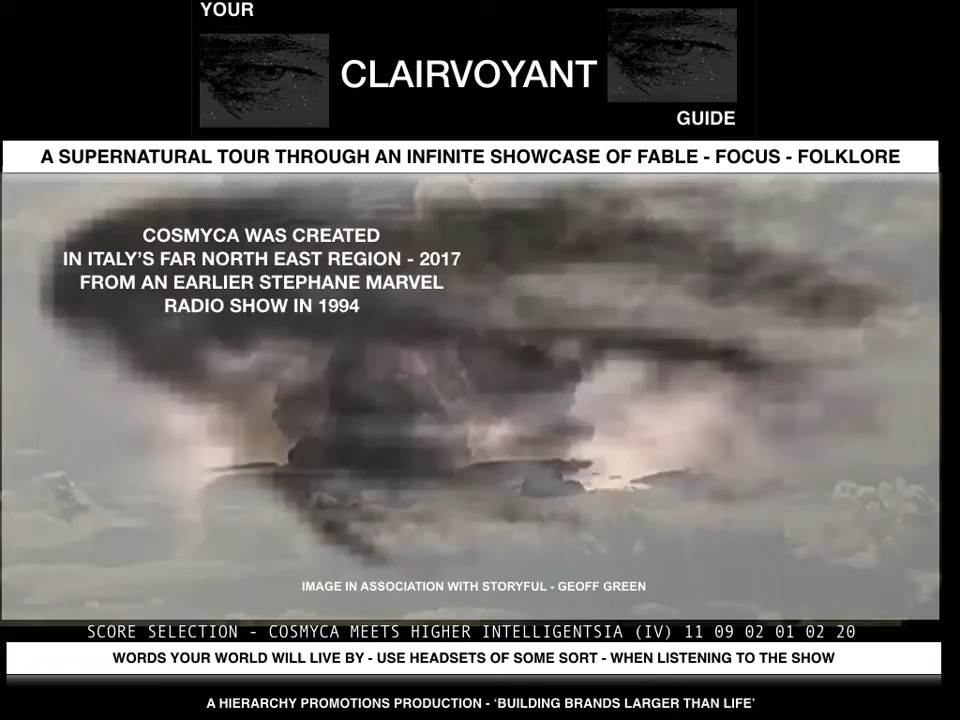 YOUR
CLAIRVOYANT
GUIDE
A SUPERNATURAL TOUR THROUGH AN INFINITE SHOWCASE OF FABLE - FOCUS - FOLKLORE
COSMYCA WAS CREATED
IN ITALY'S FAR NORTH EAST REGION - 2017
FROM AN EARLIER STEPHANE MARVEL
RADIO SHOW IN 1994
IMAGE IN ASSOCIATION WITH STORYFUL - GEOFF GREEN
SCORE SELECTION - COSMYCA MEETS HIGHER INTELLIGENTSIA (IV) 11 09 02 01 02 20
WORDS YOUR WORLD WILL LIVE BY - USE HEADSETS OF SOME SORT - WHEN LISTENING TO THE SHOW
A HIERARCHY PROMOTIONS PRODUCTION - ‘BUILDING BRANDS LARGER THAN LIFE’